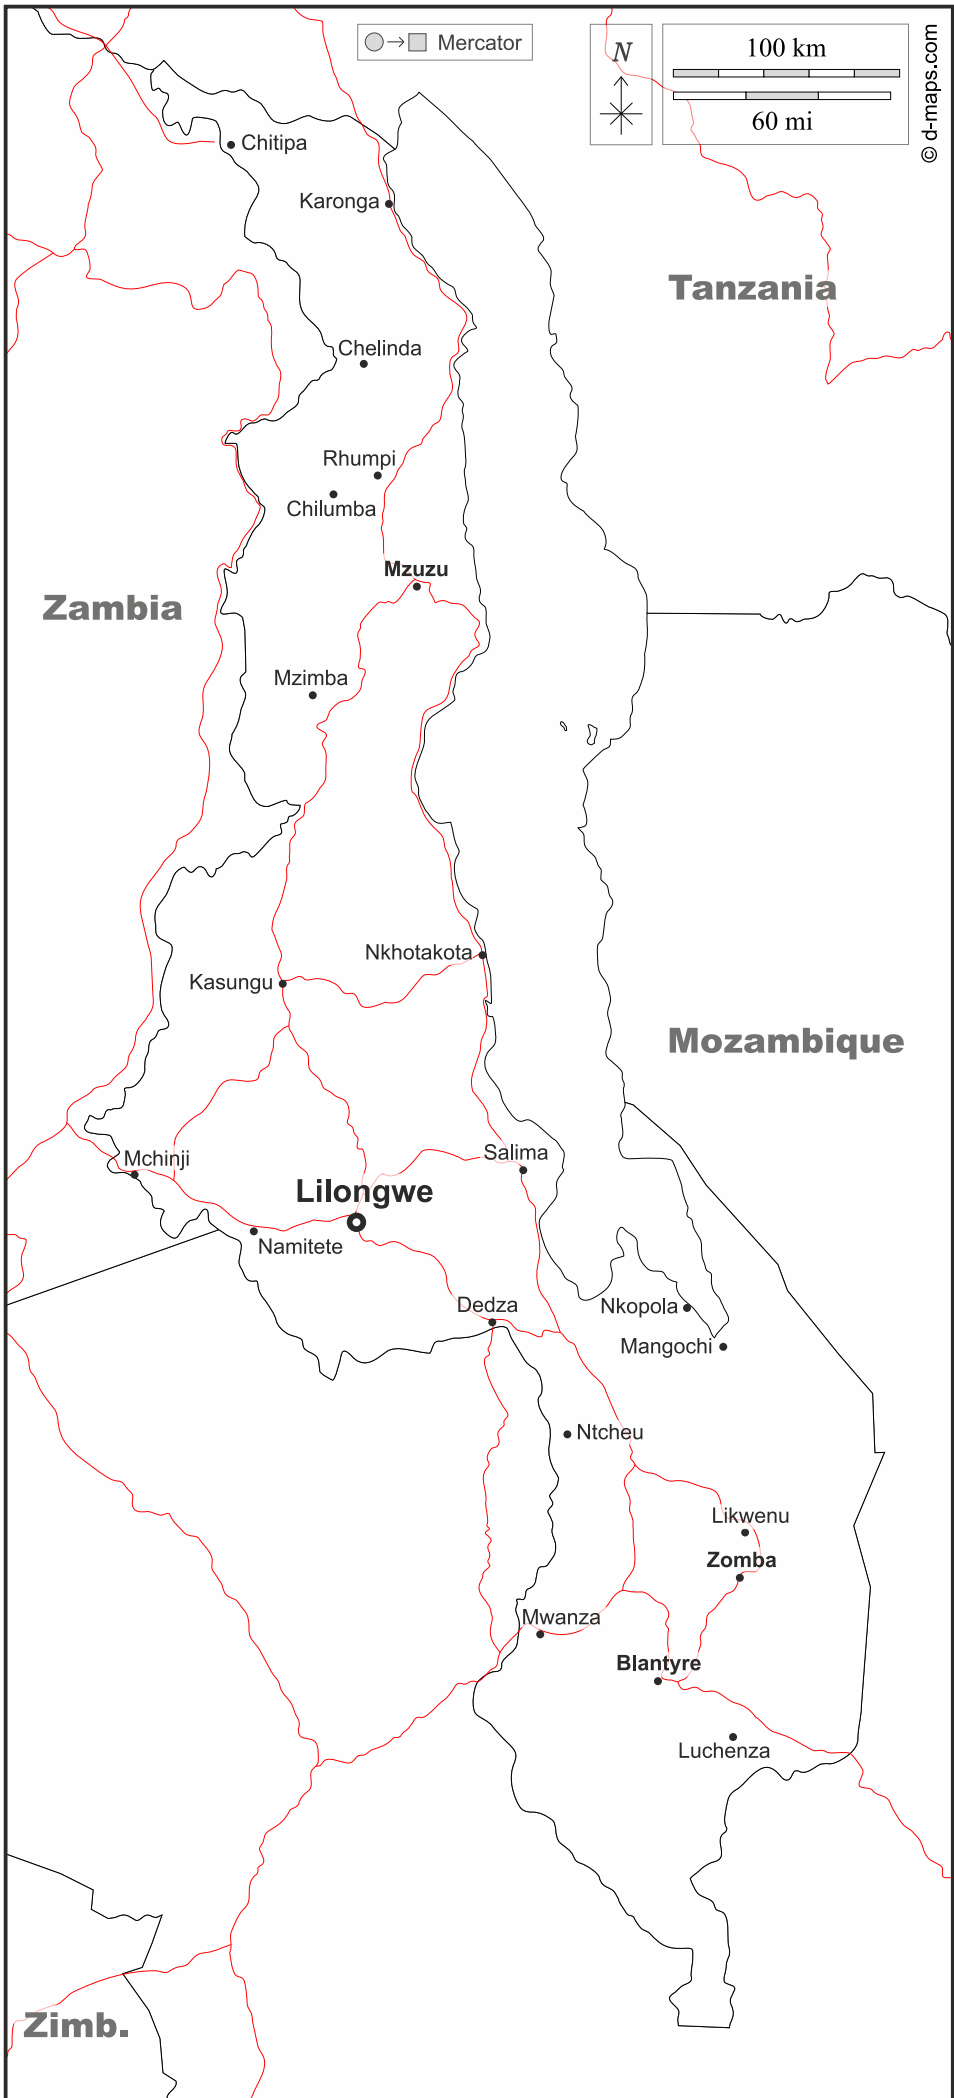 Mercator
N
100 km
60 mi
© d-maps.com
Chitipa
Karonga
Tanzania
Chelinda
Rhumpi
Chilumba
Mzuzu
Zambia
Mzimba
Nkhotakota
Kasungu
Mozambique
Mchinji
Salima
Lilongwe
Namitete
Dedza
Nkopola
Mangochi
Ntcheu
Likwenu
Zomba
Mwanza
Blantyre
Luchenza
Zimb.